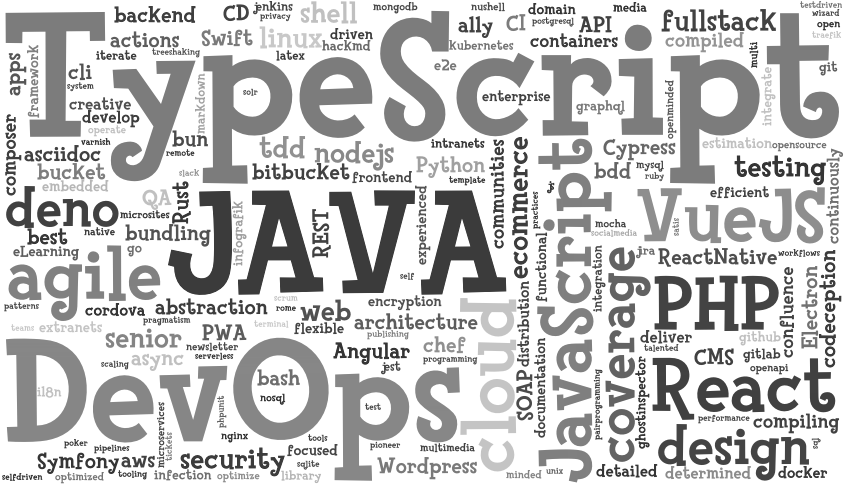 TypeScript
backend
CD
jenkins
privacy
shell
mongodb
nushell
ally
CI
domain
postgresql
API
media
fullstack
testdriven
wizard
open
traefik
actions
Swift
linux
driven
hackmd
containers
compiled
kubernetes
iterate
treeshaking
latex
e2e
multi
git
apps
framework
cli
system
markdown
solr
enterprise
graphql
openminded
integrate
creative
develop
operate
varnish
composer
asciidoc
bun
remote
tdd
nodejs
intranets
Cypress
estimation
opensource
bucket
embedded
slack
bitbucket
frontend
Python
template
communities
ecommerce
bdd
mysql
ruby
testing
continuously
deno
QA
microsites
Rust
JAVA
infografik
REST
experienced
self
practices
JavaScript
mocha
socialmedia
VueJS
satis
efficient
best
native
bundling
go
eLearning
agile
patterns
cordova
abstraction
pragmatism
scrum
rome
web
encryption
functional
integration
jra
ReactNative
workflows
PHP
confluence
Electron
codeception
teams
extranets
senior
PWA
newsletter
serverless
terminal
flexible
architecture
publishing
cloud
distribution
coverage
deliver
talented
github
CMS
gitlab
openapi
DevOps
scaling
async
Angular
jest
chef
programming
SOAP
documentation
pairprogramming
ghostinspector
React
performance
compiling
il8n
bash
nosql
test
phpunit
microservices
tickets
nginx
tools
pioneer
multimedia
design
sql
poker
pipelines
Symfony
aws
security
focused
sqlite
Wordpress
selfdriven
optimized
tooling
infection
optimize
library
minded
unix
detailed
determined
docker